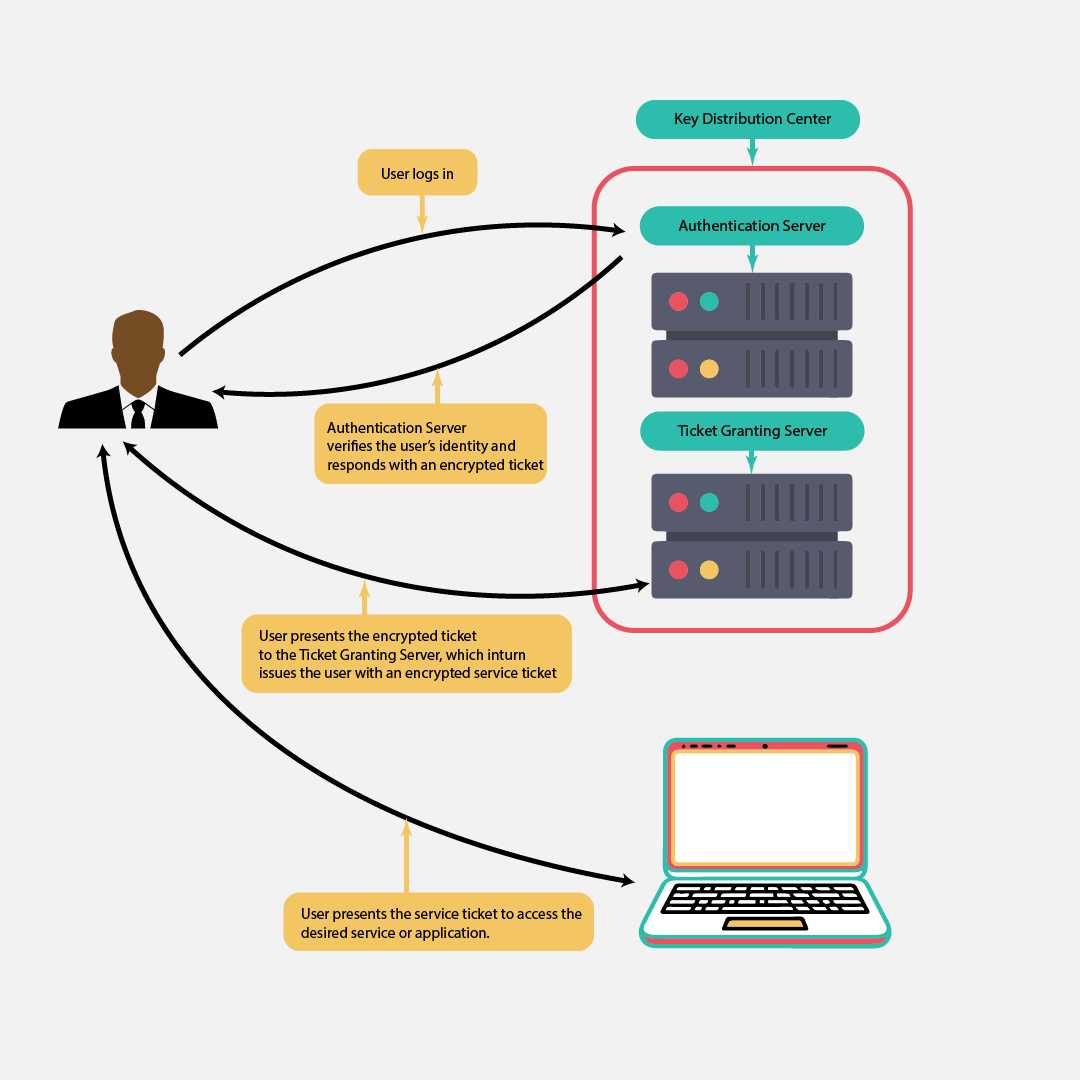 Key Distribution Center
User logs in
Authentication Server
Authentication Server
verifies the user's identity and
responds with an encrypted ticket
Ticket Granting Server
User presents the encrypted ticket
to the Ticket Granting Server, which inturn
issues the user with an encrypted service ticket
User presents the service ticket to access the
desired service or application.